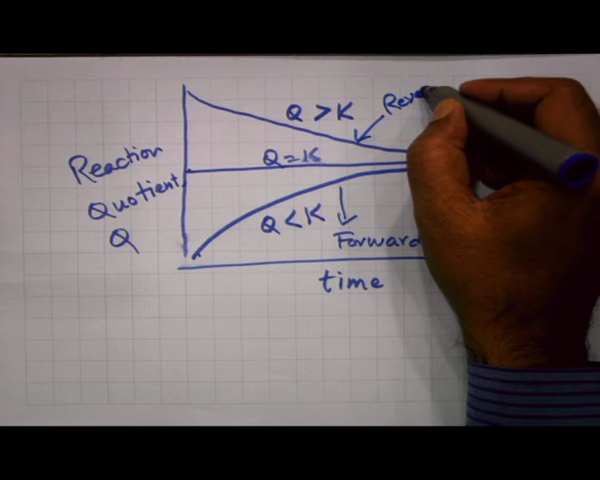 Reaction
Quotient
Q
Q > K
Q = K
Q < K
Forward
time